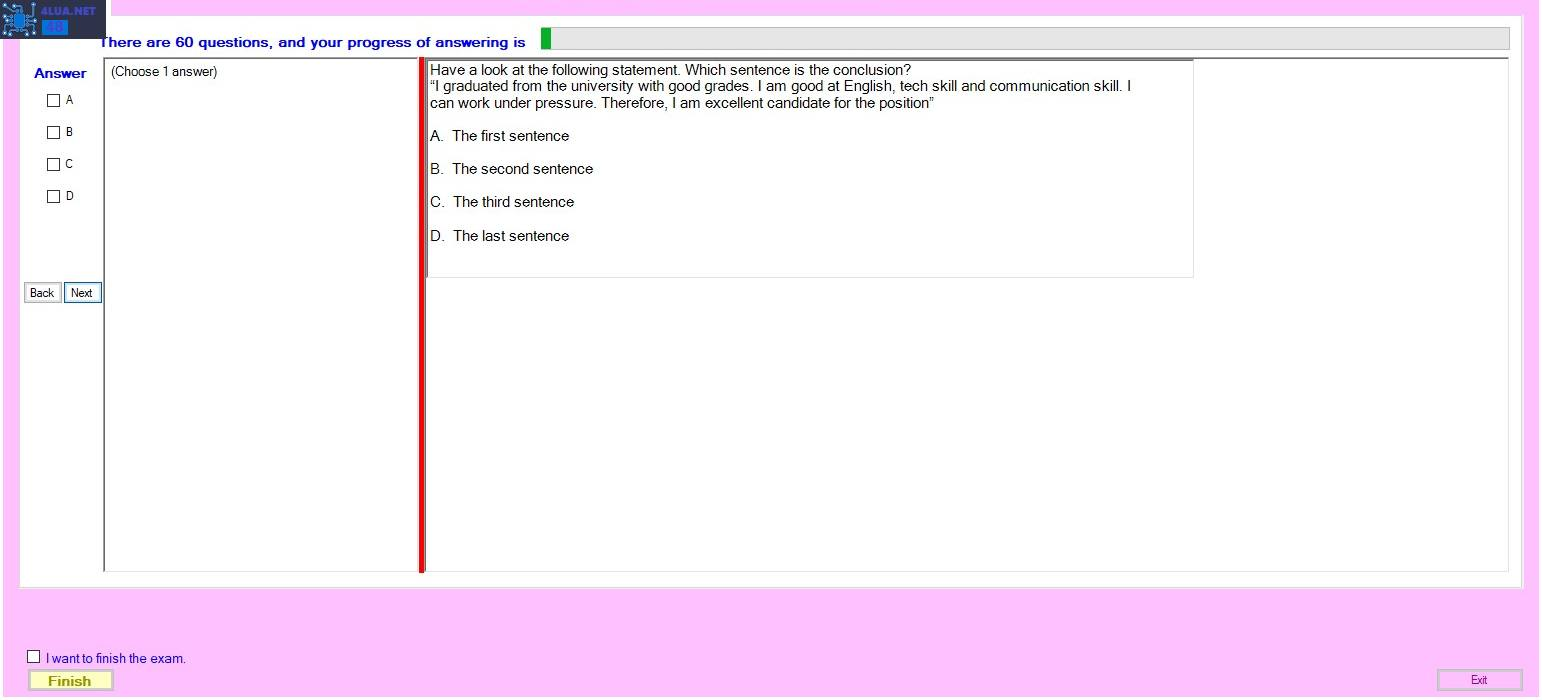 4LUA.NET
48
There are 60 questions, and your progress of answering is
Answer
(Choose 1 answer)
A
B
C
D
Back
Next
Have a look at the following statement. Which sentence is the conclusion?
“I graduated from the university with good grades. I am good at English, tech skill and communication skill. I
can work under pressure. Therefore, I am excellent candidate for the position”
A. The first sentence
B. The second sentence
C. The third sentence
D. The last sentence
I want to finish the exam.
Finish
Exit